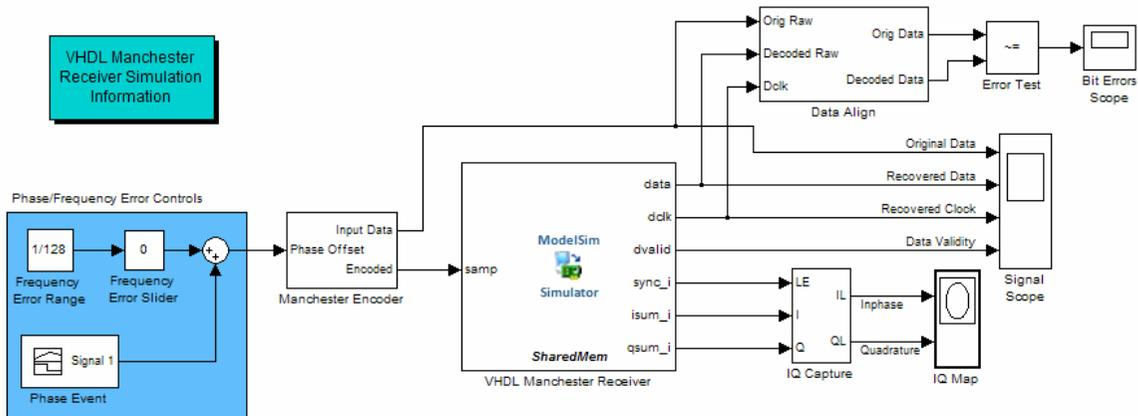 VHDL Manchester
Receiver Simulation
Information
Orig Raw
Decoded Raw
Dclk
Orig Data
Decoded Data
Data Align
~=
Error Test
Bit Errors
Scope
Original Data
Recovered Data
Recovered Clock
Data Validity
Signal
Scope
Phase/Frequency Error Controls
1/128
Frequency
Error Range
0
Frequency
Error Slider
++
Signal 1
Phase Event
Phase Offset
Input Data
Encoded
Manchester Encoder
samp
ModelSim
Simulator
SharedMem
data
dclk
dvalid
sync_i
isum_i
qsum_i
VHDL Manchester Receiver
LE
I
Q
IL
QL
IQ Capture
Inphase
Quadrature
IQ Map